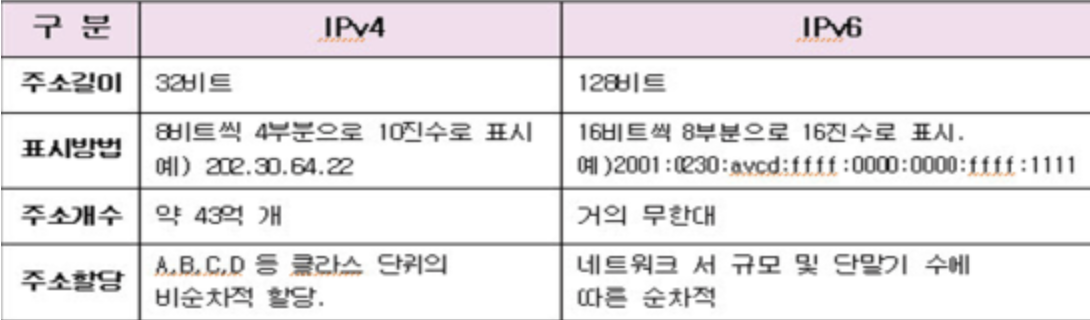 구 분 IPv4 IPv6
주소길이 32비트 128비트
표시방법 8비트씩 4부분으로 10진수로 표시 16비트씩 8부분으로 16진수로 표시.
예) 202.30.64.22 예)2001:0230:avcd:ffff:0000:0000:ffff:1111
주소개수 약 43억 개 거의 무한대
주소할당 A,B,C,D 등 클라스 단위의 네트워크 서 규모 및 단말기 수에
비순차적 할당. 따른 순차적